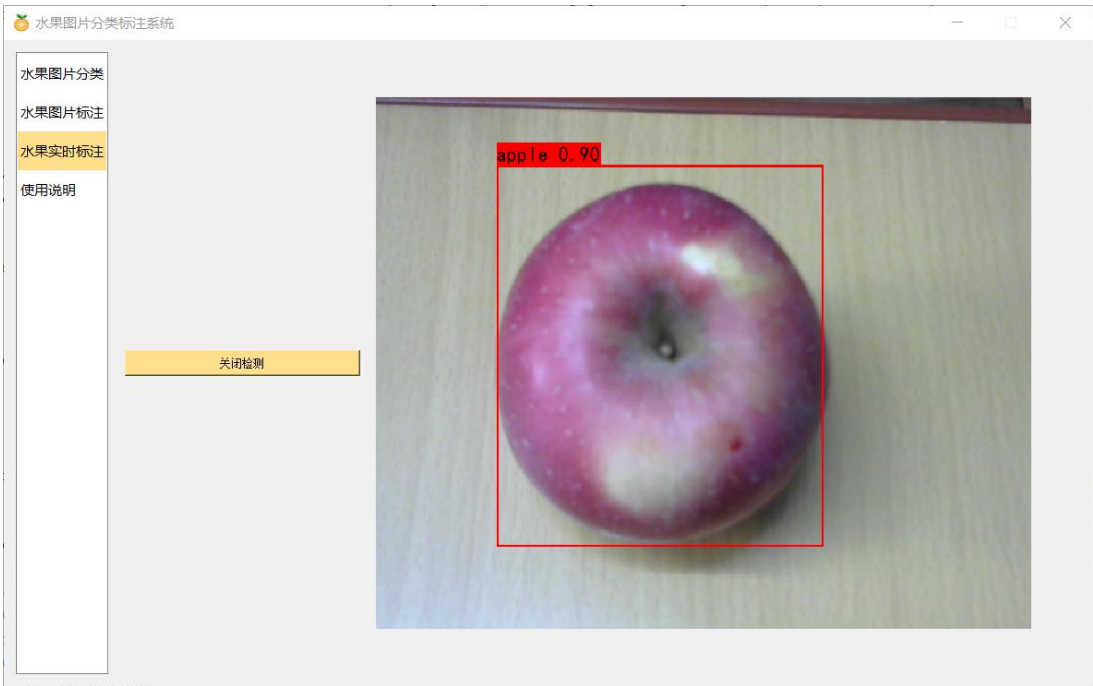 水果图片分类标注系统
水果图片分类
水果图片标注
水果实时标注
使用说明
关闭检测
apple 0.90